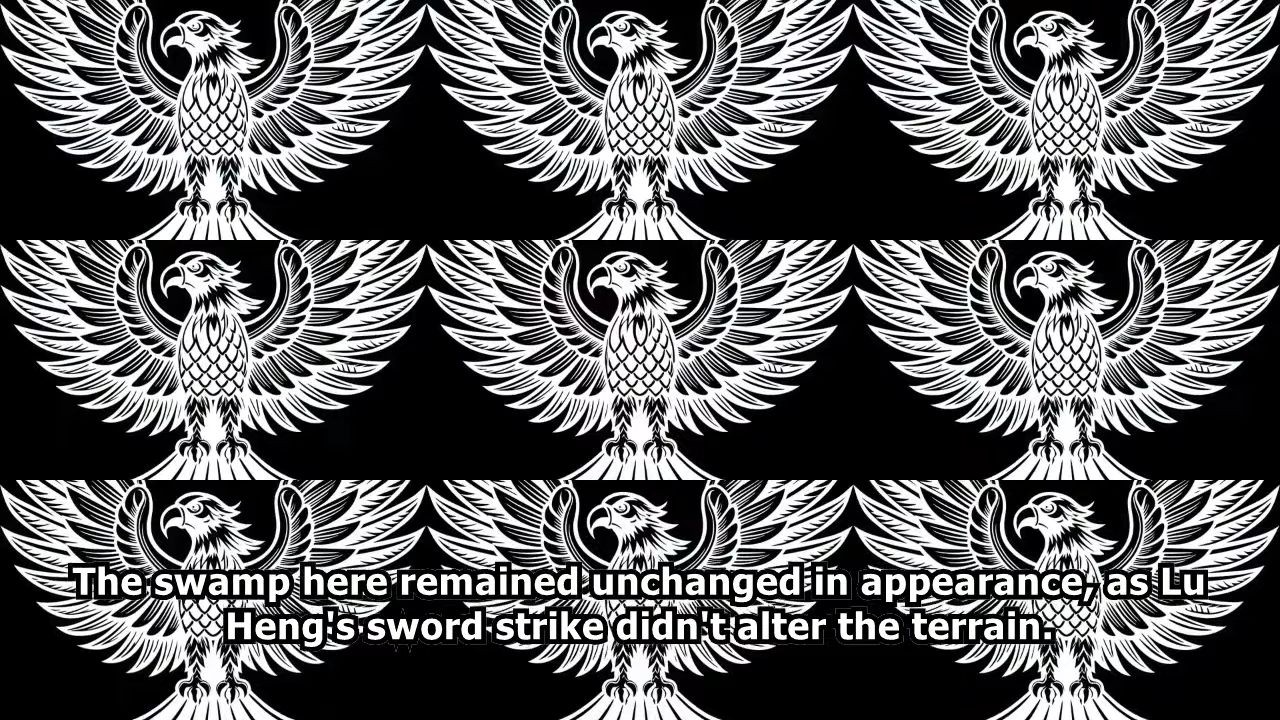 The swamp here remained unchanged in appearance, as Lu
Heng's sword strike didn't alter the terrain.